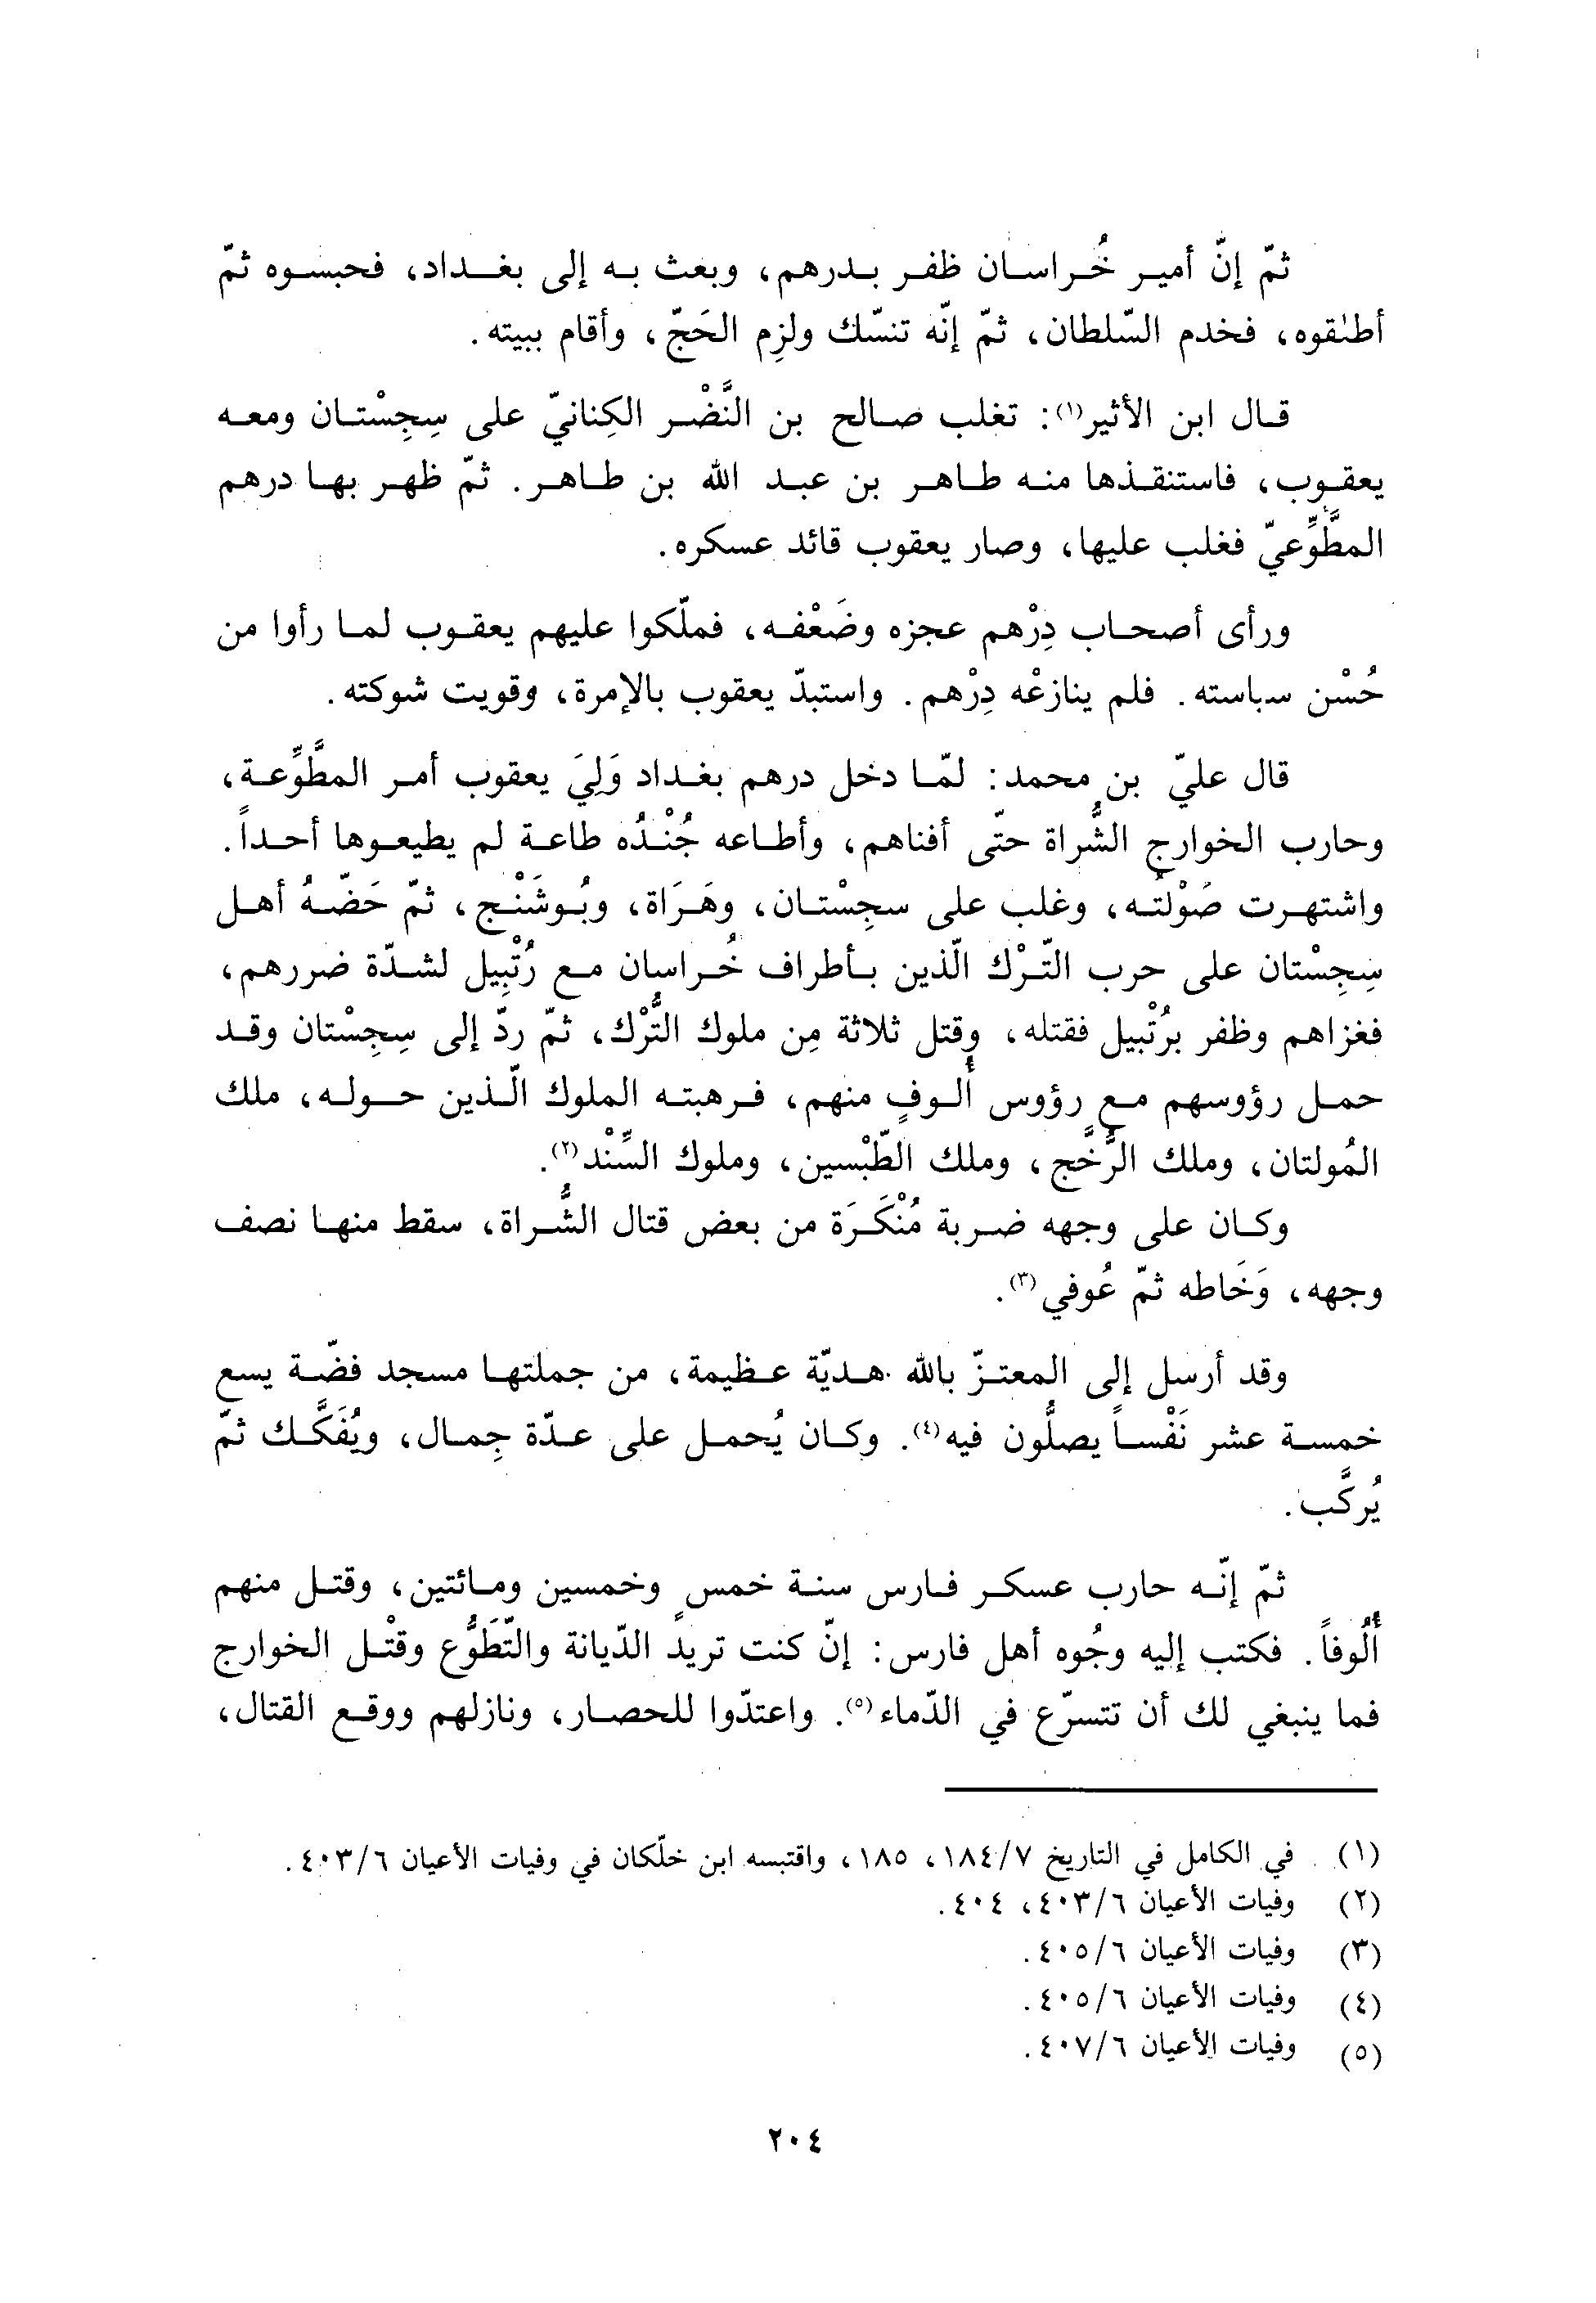 ثمّ إنّ أمير خُراسان ظفر بدرهم، وبعث به إلى بغداد، فحبسوه ثمّ
أطلقوه، فخدم السّلطان، ثمّ إنّه تنسّك ولزِم الحَجّ، وأقام ببيته.
قال ابن الأثير(١): تغلب صالح بن النَّضْر الكِنانيّ على سِجِسْتان ومعه
يعقوب، فاستنقذها منه طاهر بن عبد الله بن طاهر. ثمّ ظهر بها درهم
المطَّوِّعيّ فغلب عليها، وصار يعقوب قائد عسكره.
ورأى أصحاب دِرْهم عجزه وضَعْفه، فملّكوا عليهم يعقوب لما رأوا من
حُسْن سياسته. فلم ينازعْه دِرْهم. واستبدّ يعقوب بالإمرة، وقويت شوكته.
قال عليّ بن محمد: لمّا دخل درهم بغداد وَلِيَ يعقوب أمر المطَّوِّعة،
وحارب الخوارج الشُّراة حتّى أفناهم، وأطاعه جُنْدُه طاعة لم يطيعوها أحداً.
واشتهرت صَوْلتُه، وغلب على سجِسْتان، وهَرَاة، وبُوشَنْج، ثمّ حَضّهُ أهل
سِجِسْتان على حرب التّرْك الّذين بأطراف خُراسان مع رُتْبِيل لشدّة ضررهم،
فغزاهم وظفر برُتْبيل فقتله، وقتل ثلاثة مِن ملوك التُّرْك، ثمّ ردّ إلى سِجِسْتان وقد
حمل رؤوسهم مع رؤوس أُلوفٍ منهم، فرهبته الملوك الّذين حوله، ملك
المُولتان، وملك الرُّخَّج، وملك الطّبْسين، وملوك السِّنْد(٢).
وكان على وجهه ضربة مُنْكَرَة من بعض قتال الشُّراة، سقط منها نصف
وجهه، وَخَاطه ثمّ عُوفي(٣).
وقد أرسل إلى المعتزّ بالله هديّة عظيمة، من جملتها مسجد فضّة يسع
خمسة عشر نَفْساً يصلُّون فيه(٤). وكان يُحمل على عدّة جِمال، ويُفَكَّك ثمّ
يُركَّب.
ثمّ إنّه حارب عسكر فارس سنة خمسٍ وخمسين ومائتين، وقتل منهم
أُلُوفاً. فكتب إليه وجُوه أهل فارس: إنّ كنت تريد الدّيانة والتّطَوُّع وقتْل الخوارج
فما ينبغي لك أن تتسرّع في الدّماء(٥). واعتدّوا للحصار، ونازلهم ووقع القتال،
(١) في الكامل في التاريخ ١٨٤/٧، ١٨٥، واقتبسه ابن خلّكان في وفيات الأعيان ٤٠٣/٦.
(٢) وفيات الأعيان ٤٠٣/٦، ٤٠٤.
(٣) وفيات الأعيان ٤٠٥/٦.
(٤) وفيات الأعيان ٤٠٥/٦.
(٥) وفيات الأعيان ٤٠٧/٦.
٢٠٤